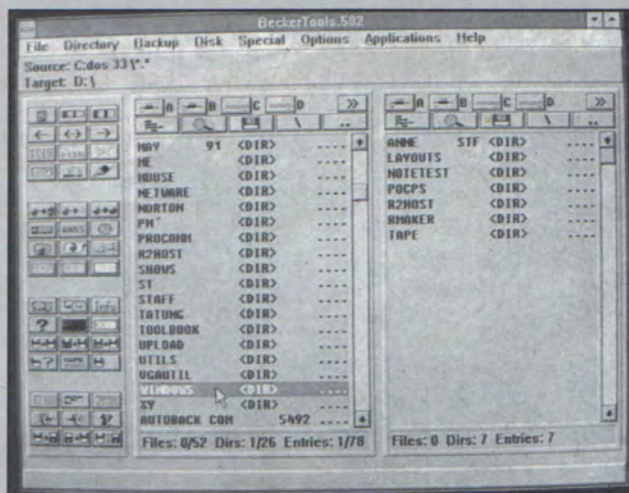 BeckerTools.502
File Directory Backup Disk Special Options Applications Help
Source: C:dos 33\*.*
Target: D:\
A B C D >>
\ ..
MAY 91 <DIR> ....
ME <DIR> ....
MOUSE <DIR> ....
NETWARE <DIR> ....
NORTON <DIR> ....
PM <DIR> ....
PROCOMM <DIR> ....
R2HOST <DIR> ....
SHOWS <DIR> ....
ST <DIR> ....
STAFF <DIR> ....
TATUNG <DIR> ....
TOOLBOOK <DIR> ....
UPLOAD <DIR> ....
UTILS <DIR> ....
VGAUTIL <DIR> ....
WINDOWS <DIR> ....
XY <DIR> ....
AUTOBACK COM 5492 ....
Files: 0/52 Dirs: 1/26 Entries: 1/78
A B C D >>
\ ..
ANNE STF <DIR> ....
LAYOUTS <DIR> ....
NOTETEST <DIR> ....
POCPS <DIR> ....
R2HOST <DIR> ....
RMAKER <DIR> ....
TAPE <DIR> ....
Files: 0 Dirs: 7 Entries: 7
Info
?